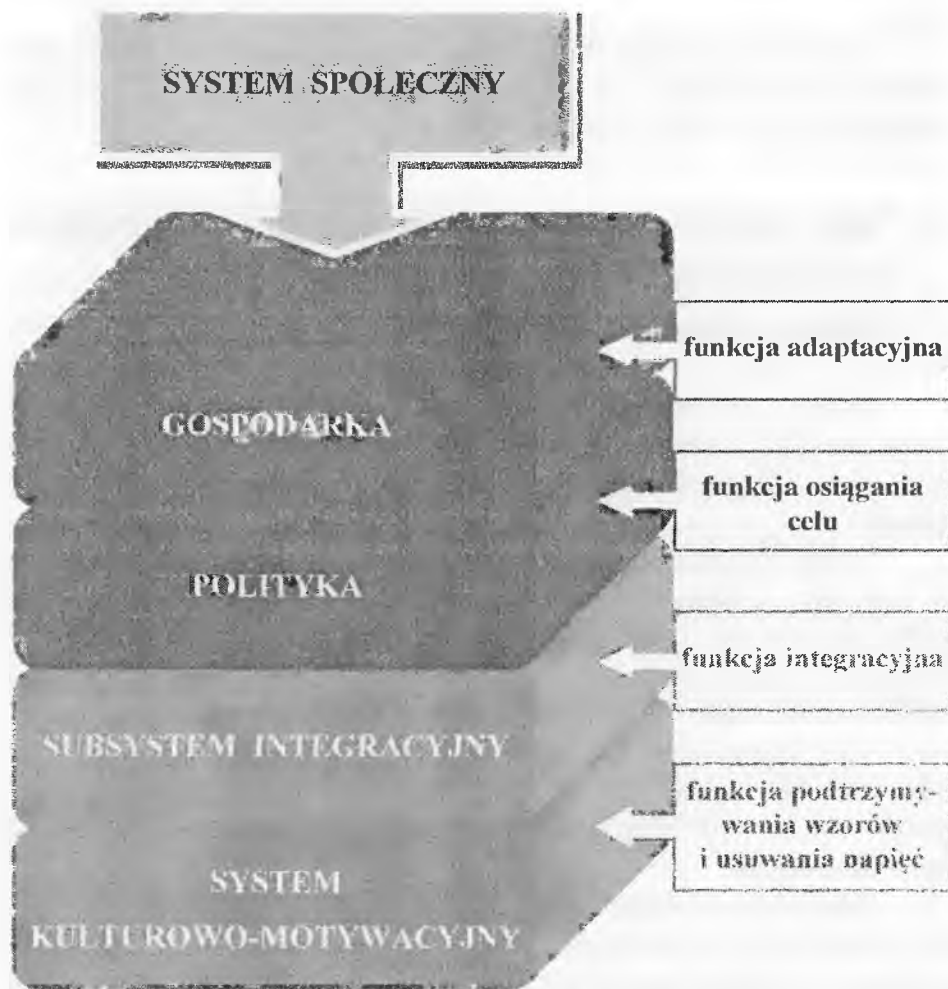 SYSTEM SPOŁECZNY
funkcja adaptacyjna
GOSPODARKA
funkcja osiągania
celu
POLITYKA
funkcja integracyjna
SUBSYSTEM INTEGRACYJNY
funkcja podtrzymy-
wania wzorów
i usuwania napięć
SYSTEM
KULTUROWO-MOTYWACYJNY